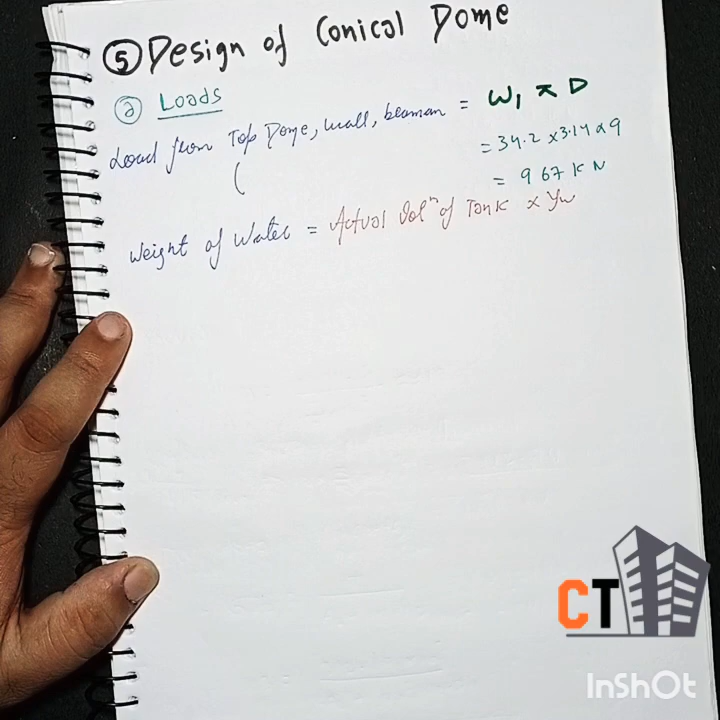 ⑤ Design of Conical Dome
ⓐ Loads
Load from Top Dome, wall, beam = W₁ π D
= 34.2 x 3.14 x 9
(
= 967 KN
Weight of Water = Actual Volⁿ of Tank x γw
CT
InShOt